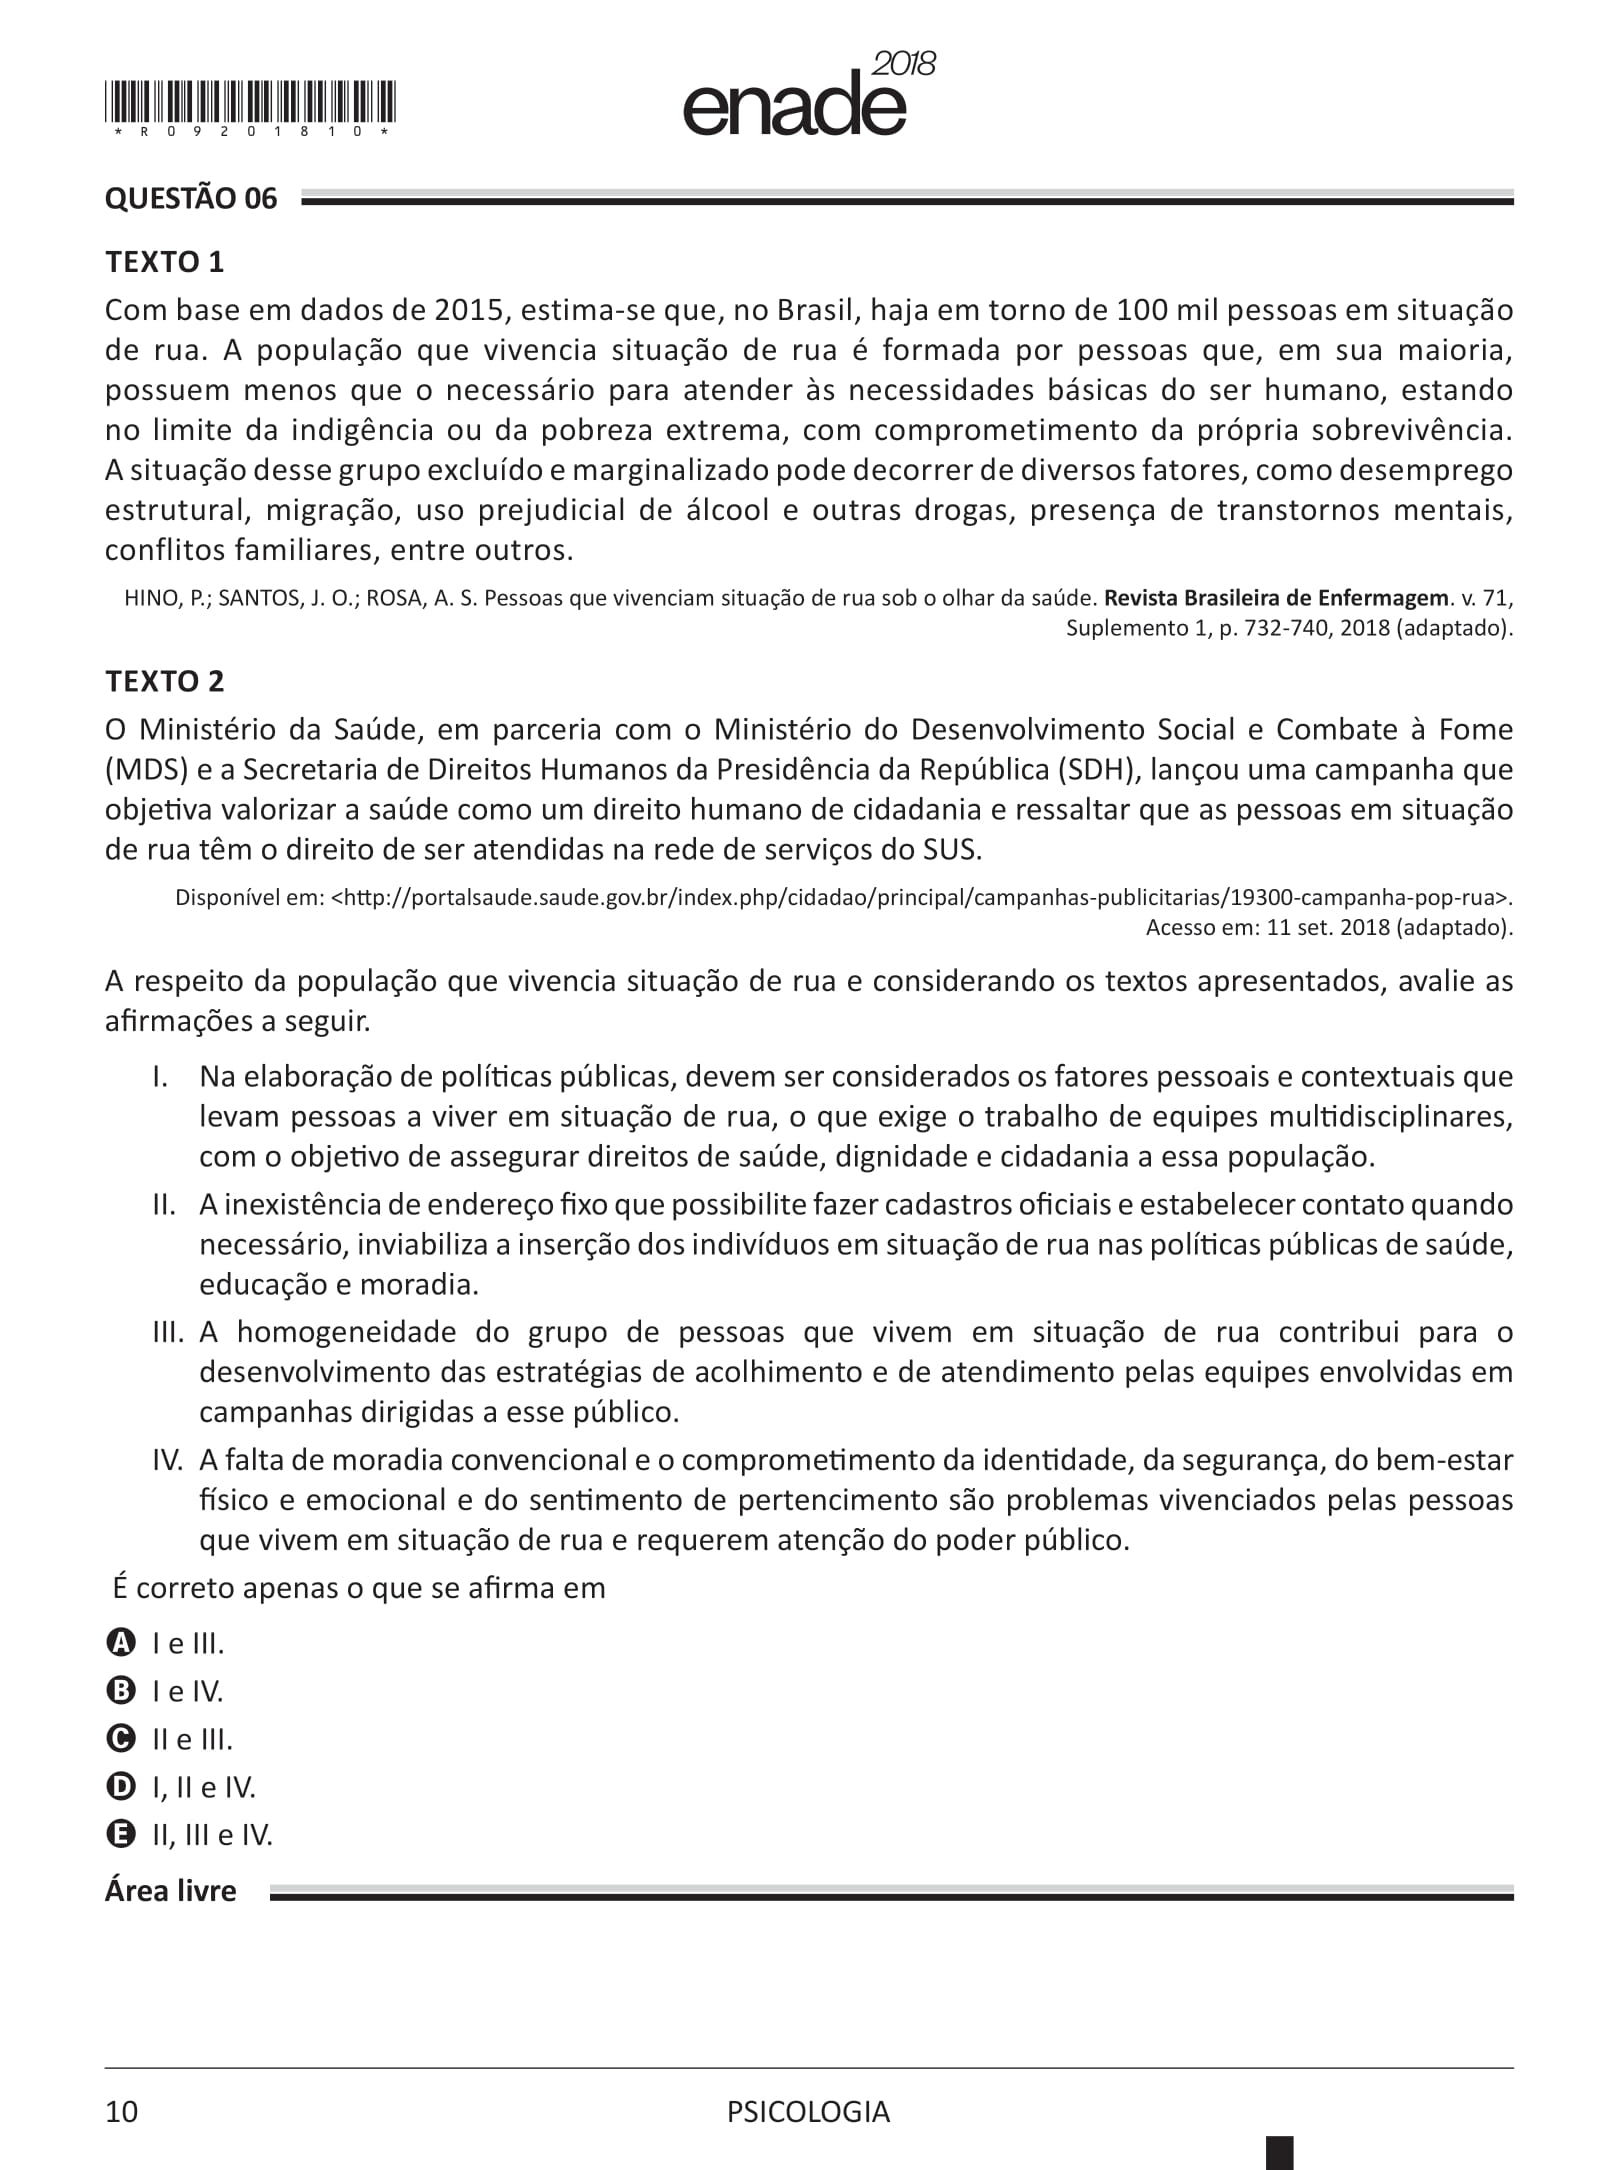 enade 2018
*R09201810*
QUESTÃO 06
TEXTO 1
Com base em dados de 2015, estima-se que, no Brasil, haja em torno de 100 mil pessoas em situação
de rua. A população que vivencia situação de rua é formada por pessoas que, em sua maioria,
possuem menos que o necessário para atender às necessidades básicas do ser humano, estando
no limite da indigência ou da pobreza extrema, com comprometimento da própria sobrevivência.
A situação desse grupo excluído e marginalizado pode decorrer de diversos fatores, como desemprego
estrutural, migração, uso prejudicial de álcool e outras drogas, presença de transtornos mentais,
conflitos familiares, entre outros.
HINO, P.; SANTOS, J. O.; ROSA, A. S. Pessoas que vivenciam situação de rua sob o olhar da saúde. Revista Brasileira de Enfermagem. v. 71,
Suplemento 1, p. 732-740, 2018 (adaptado).
TEXTO 2
O Ministério da Saúde, em parceria com o Ministério do Desenvolvimento Social e Combate à Fome
(MDS) e a Secretaria de Direitos Humanos da Presidência da República (SDH), lançou uma campanha que
objetiva valorizar a saúde como um direito humano de cidadania e ressaltar que as pessoas em situação
de rua têm o direito de ser atendidas na rede de serviços do SUS.
Disponível em: <http://portalsaude.saude.gov.br/index.php/cidadao/principal/campanhas-publicitarias/19300-campanha-pop-rua>.
Acesso em: 11 set. 2018 (adaptado).
A respeito da população que vivencia situação de rua e considerando os textos apresentados, avalie as
afirmações a seguir.
I. Na elaboração de políticas públicas, devem ser considerados os fatores pessoais e contextuais que
levam pessoas a viver em situação de rua, o que exige o trabalho de equipes multidisciplinares,
com o objetivo de assegurar direitos de saúde, dignidade e cidadania a essa população.
II. A inexistência de endereço fixo que possibilite fazer cadastros oficiais e estabelecer contato quando
necessário, inviabiliza a inserção dos indivíduos em situação de rua nas políticas públicas de saúde,
educação e moradia.
III. A homogeneidade do grupo de pessoas que vivem em situação de rua contribui para o
desenvolvimento das estratégias de acolhimento e de atendimento pelas equipes envolvidas em
campanhas dirigidas a esse público.
IV. A falta de moradia convencional e o comprometimento da identidade, da segurança, do bem-estar
físico e emocional e do sentimento de pertencimento são problemas vivenciados pelas pessoas
que vivem em situação de rua e requerem atenção do poder público.
É correto apenas o que se afirma em
A I e III.
B I e IV.
C II e III.
D I, II e IV.
E II, III e IV.
Área livre
10
PSICOLOGIA